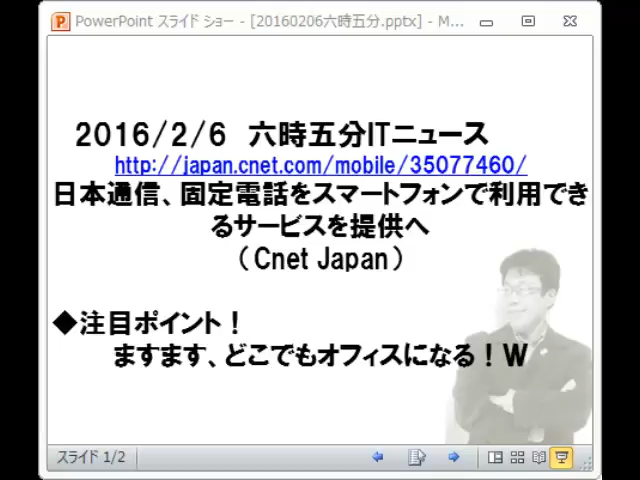 PowerPoint スライド ショー - [20160206六時五分.pptx] - M...
2016/2/6 六時五分ITニュース
http://japan.cnet.com/mobile/35077460/
日本通信、固定電話をスマートフォンで利用でき
るサービスを提供へ
（Cnet Japan）
◆注目ポイント！
ますます、どこでもオフィスになる！W
スライド 1/2